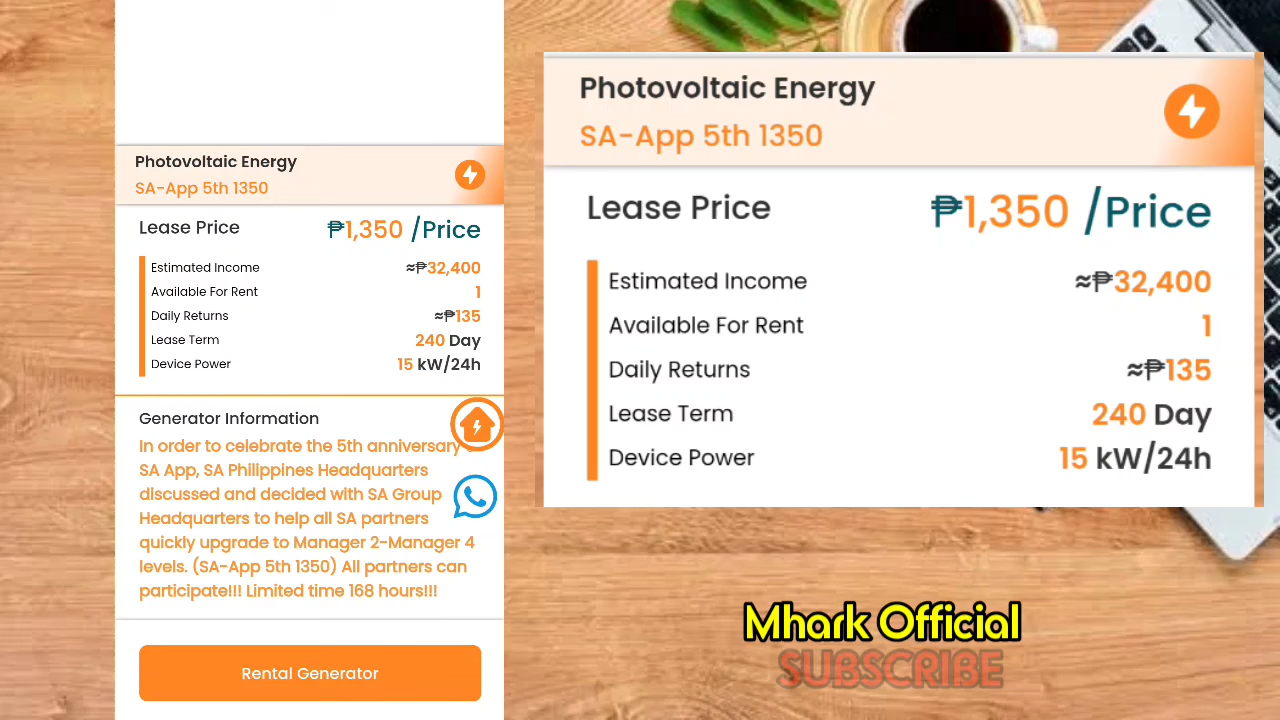 Photovoltaic Energy
SA-App 5th 1350
Lease Price ₱1,350 /Price
Estimated Income ≈₱32,400
Available For Rent 1
Daily Returns ≈₱135
Lease Term 240 Day
Device Power 15 kW/24h
Generator Information
In order to celebrate the 5th anniversary
SA App, SA Philippines Headquarters
discussed and decided with SA Group
Headquarters to help all SA partners
quickly upgrade to Manager 2-Manager 4
levels. (SA-App 5th 1350) All partners can
participate!!! Limited time 168 hours!!!
Rental Generator
Photovoltaic Energy
SA-App 5th 1350
Lease Price ₱1,350 /Price
Estimated Income ≈₱32,400
Available For Rent 1
Daily Returns ≈₱135
Lease Term 240 Day
Device Power 15 kW/24h
Mhark Official
SUBSCRIBE